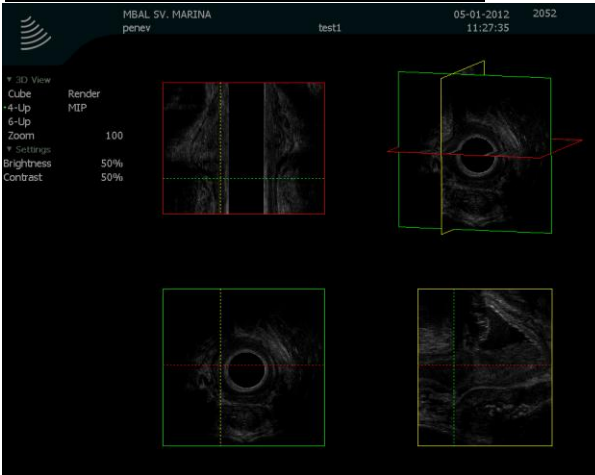 MBAL SV. MARINA 05-01-2012 2052
penev test1 11:27:35
▼ 3D View
Cube Render
4-Up MIP
6-Up
Zoom 100
▼ Settings
Brightness 50%
Contrast 50%